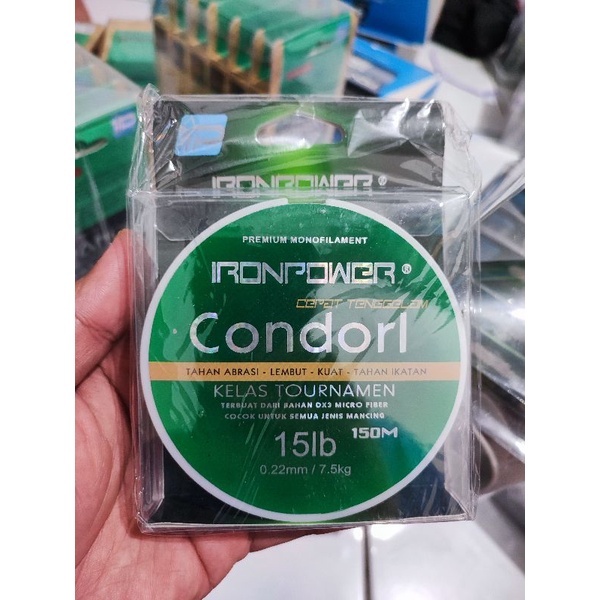 IRONPOWER®
PREMIUM MONOFILAMENT
IRONPOWER®
CEPAT TENGGELAM
Condorl
TAHAN ABRASI - LEMBUT - KUAT - TAHAN IKATAN
KELAS TOURNAMEN
TERBUAT DARI BAHAN DX3 MICRO FIBER
COCOK UNTUK SEMUA JENIS MANCING
15lb 150M
0.22mm / 7.5kg